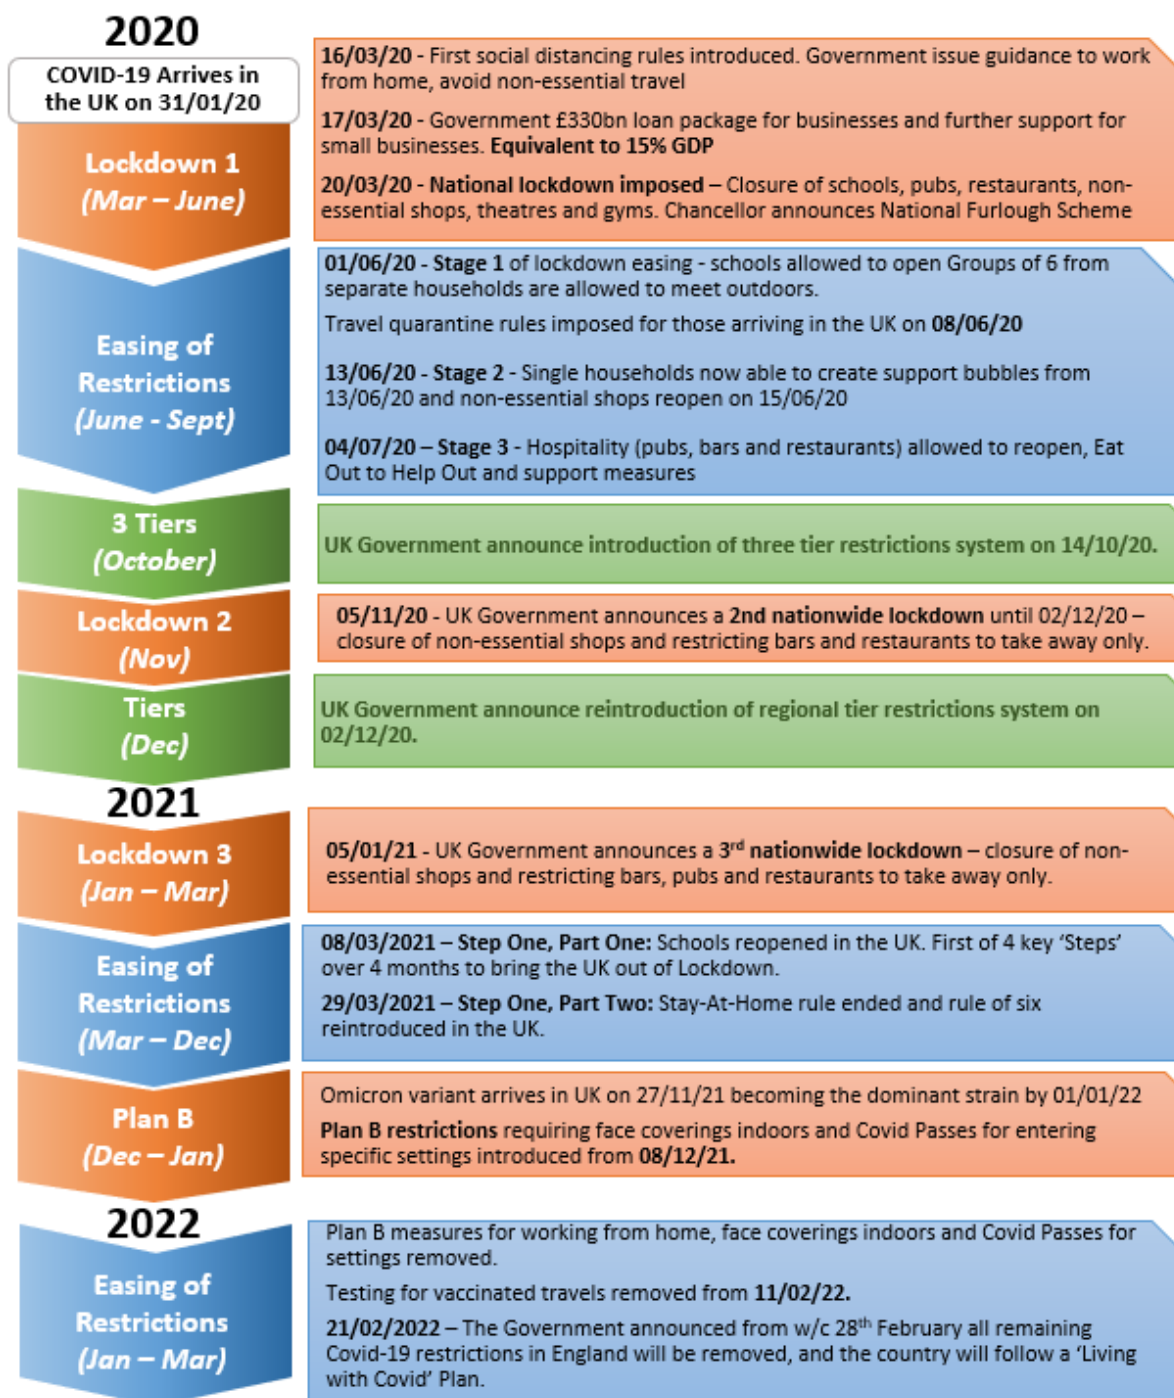 2020
COVID-19 Arrives in
the UK on 31/01/20
Lockdown 1
(Mar – June)
16/03/20 - First social distancing rules introduced. Government issue guidance to work
from home, avoid non-essential travel
17/03/20 - Government £330bn loan package for businesses and further support for
small businesses. Equivalent to 15% GDP
20/03/20 - National lockdown imposed – Closure of schools, pubs, restaurants, non-
essential shops, theatres and gyms. Chancellor announces National Furlough Scheme
Easing of
Restrictions
(June - Sept)
01/06/20 - Stage 1 of lockdown easing - schools allowed to open Groups of 6 from
separate households are allowed to meet outdoors.
Travel quarantine rules imposed for those arriving in the UK on 08/06/20
13/06/20 - Stage 2 - Single households now able to create support bubbles from
13/06/20 and non-essential shops reopen on 15/06/20
04/07/20 – Stage 3 - Hospitality (pubs, bars and restaurants) allowed to reopen, Eat
Out to Help Out and support measures
3 Tiers
(October)
UK Government announce introduction of three tier restrictions system on 14/10/20.
Lockdown 2
(Nov)
05/11/20 - UK Government announces a 2nd nationwide lockdown until 02/12/20 –
closure of non-essential shops and restricting bars and restaurants to take away only.
Tiers
(Dec)
UK Government announce reintroduction of regional tier restrictions system on
02/12/20.
2021
Lockdown 3
(Jan – Mar)
05/01/21 - UK Government announces a 3rd nationwide lockdown – closure of non-
essential shops and restricting bars, pubs and restaurants to take away only.
Easing of
Restrictions
(Mar – Dec)
08/03/2021 – Step One, Part One: Schools reopened in the UK. First of 4 key ‘Steps’
over 4 months to bring the UK out of Lockdown.
29/03/2021 – Step One, Part Two: Stay-At-Home rule ended and rule of six
reintroduced in the UK.
Plan B
(Dec – Jan)
Omicron variant arrives in UK on 27/11/21 becoming the dominant strain by 01/01/22
Plan B restrictions requiring face coverings indoors and Covid Passes for entering
specific settings introduced from 08/12/21.
2022
Easing of
Restrictions
(Jan – Mar)
Plan B measures for working from home, face coverings indoors and Covid Passes for
settings removed.
Testing for vaccinated travels removed from 11/02/22.
21/02/2022 – The Government announced from w/c 28th February all remaining
Covid-19 restrictions in England will be removed, and the country will follow a ‘Living
with Covid’ Plan.